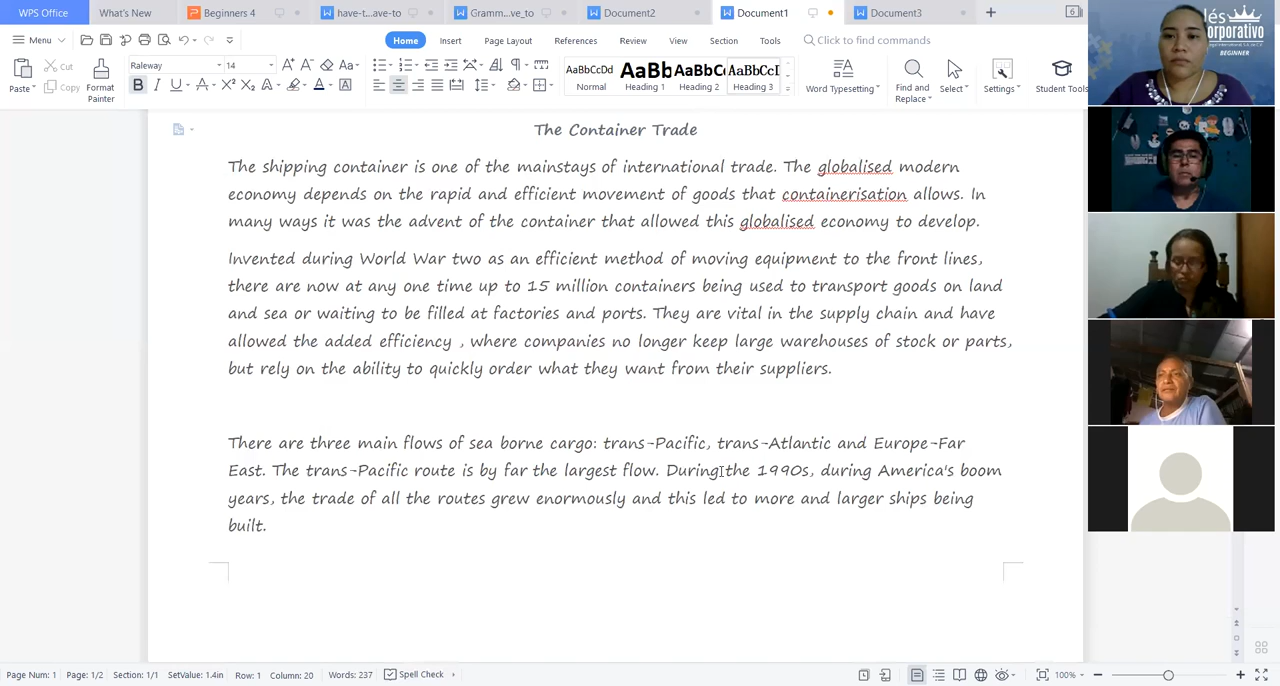 WPS Office
What's New
Beginners 4
have-t...ave-to
Gramm...ve_to
Document2
Document1
Document3
6
Menu
Home
Insert
Page Layout
References
Review
View
Section
Tools
Click to find commands
Paste
Cut
Copy
Format Painter
Raleway
14
AaBbCcDd
Normal
AaBb
Heading 1
AaBbCc
Heading 2
AaBbCcI
Heading 3
Word Typesetting
Find and Replace
Select
Settings
Student Tools
The Container Trade
The shipping container is one of the mainstays of international trade. The globalised modern
economy depends on the rapid and efficient movement of goods that containerisation allows. In
many ways it was the advent of the container that allowed this globalised economy to develop.
Invented during World War two as an efficient method of moving equipment to the front lines,
there are now at any one time up to 15 million containers being used to transport goods on land
and sea or waiting to be filled at factories and ports. They are vital in the supply chain and have
allowed the added efficiency , where companies no longer keep large warehouses of stock or parts,
but rely on the ability to quickly order what they want from their suppliers.
There are three main flows of sea borne cargo: trans-Pacific, trans-Atlantic and Europe-Far
East. The trans-Pacific route is by far the largest flow. During the 1990s, during America's boom
years, the trade of all the routes grew enormously and this led to more and larger ships being
built.
lés
orporativo
BEGINNER
Page Num: 1
Page: 1/2
Section: 1/1
SetValue: 1.4in
Row: 1
Column: 20
Words: 237
Spell Check
100%